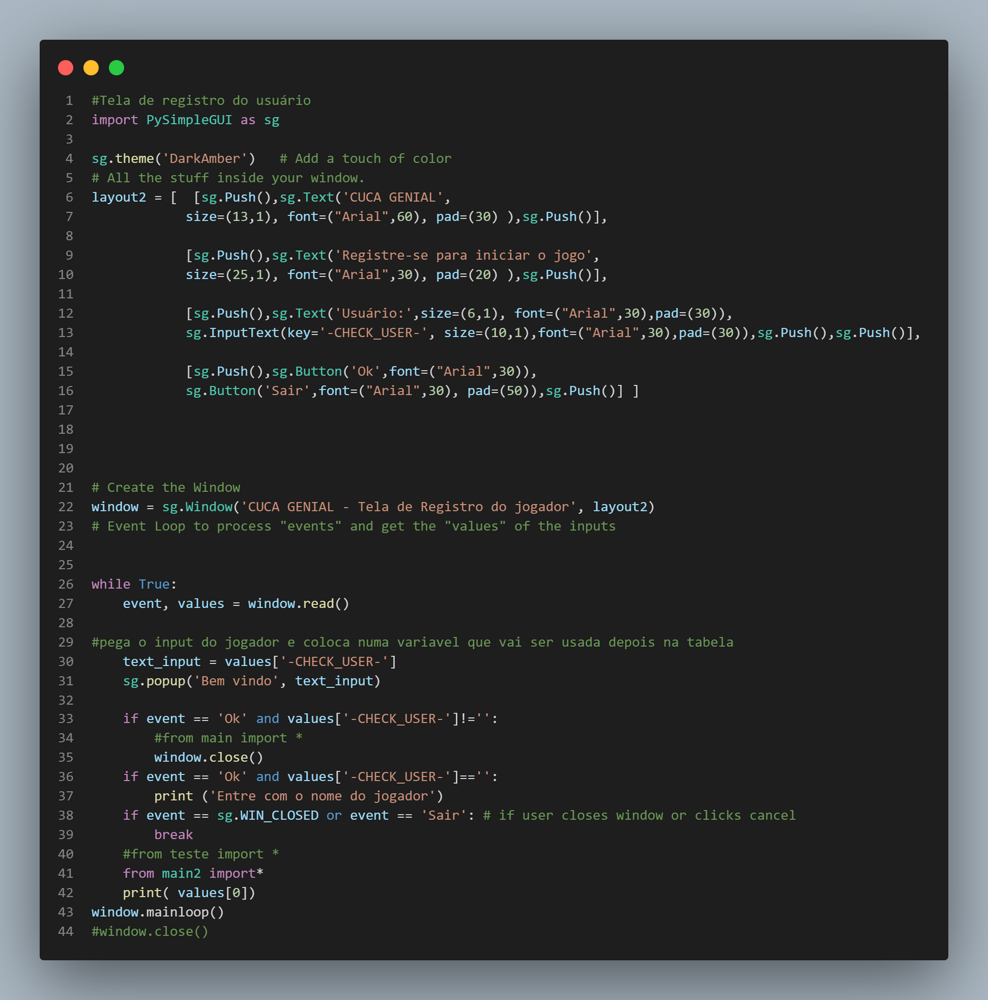 1 #Tela de registro do usuário
2 import PySimpleGUI as sg
3
4 sg.theme('DarkAmber')   # Add a touch of color
5 # All the stuff inside your window.
6 layout2 = [  [sg.Push(),sg.Text('CUCA GENIAL',
7             size=(13,1), font=("Arial",60), pad=(30) ),sg.Push()],
8
9             [sg.Push(),sg.Text('Registre-se para iniciar o jogo',
10             size=(25,1), font=("Arial",30), pad=(20) ),sg.Push()],
11
12             [sg.Push(),sg.Text('Usuário:',size=(6,1), font=("Arial",30),pad=(30)),
13             sg.InputText(key='-CHECK_USER-', size=(10,1),font=("Arial",30),pad=(30)),sg.Push(),sg.Push()],
14
15             [sg.Push(),sg.Button('Ok',font=("Arial",30)),
16             sg.Button('Sair',font=("Arial",30), pad=(50)),sg.Push()] ]
17
18
19
20
21 # Create the Window
22 window = sg.Window('CUCA GENIAL - Tela de Registro do jogador', layout2)
23 # Event Loop to process "events" and get the "values" of the inputs
24
25
26 while True:
27     event, values = window.read()
28
29 #pega o input do jogador e coloca numa variavel que vai ser usada depois na tabela
30     text_input = values['-CHECK_USER-']
31     sg.popup('Bem vindo', text_input)
32
33     if event == 'Ok' and values['-CHECK_USER-']!='':
34         #from main import *
35         window.close()
36     if event == 'Ok' and values['-CHECK_USER-']=='':
37         print ('Entre com o nome do jogador')
38     if event == sg.WIN_CLOSED or event == 'Sair': # if user closes window or clicks cancel
39         break
40     #from teste import *
41     from main2 import*
42     print( values[0])
43 window.mainloop()
44 #window.close()